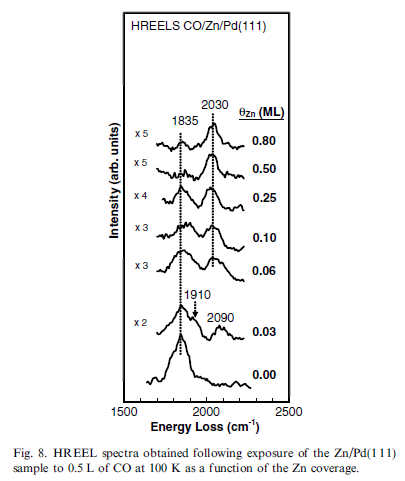 HREELS CO/Zn/Pd(111)
2030
θZn (ML)
1835
x 5
0.80
x 5
0.50
x 4
0.25
x 3
0.10
x 3
0.06
1910
2090
x 2
0.03
0.00
Intensity (arb. units)
1500 2000 2500
Energy Loss (cm⁻¹)
Fig. 8. HREEL spectra obtained following exposure of the Zn/Pd(111)
sample to 0.5 L of CO at 100 K as a function of the Zn coverage.